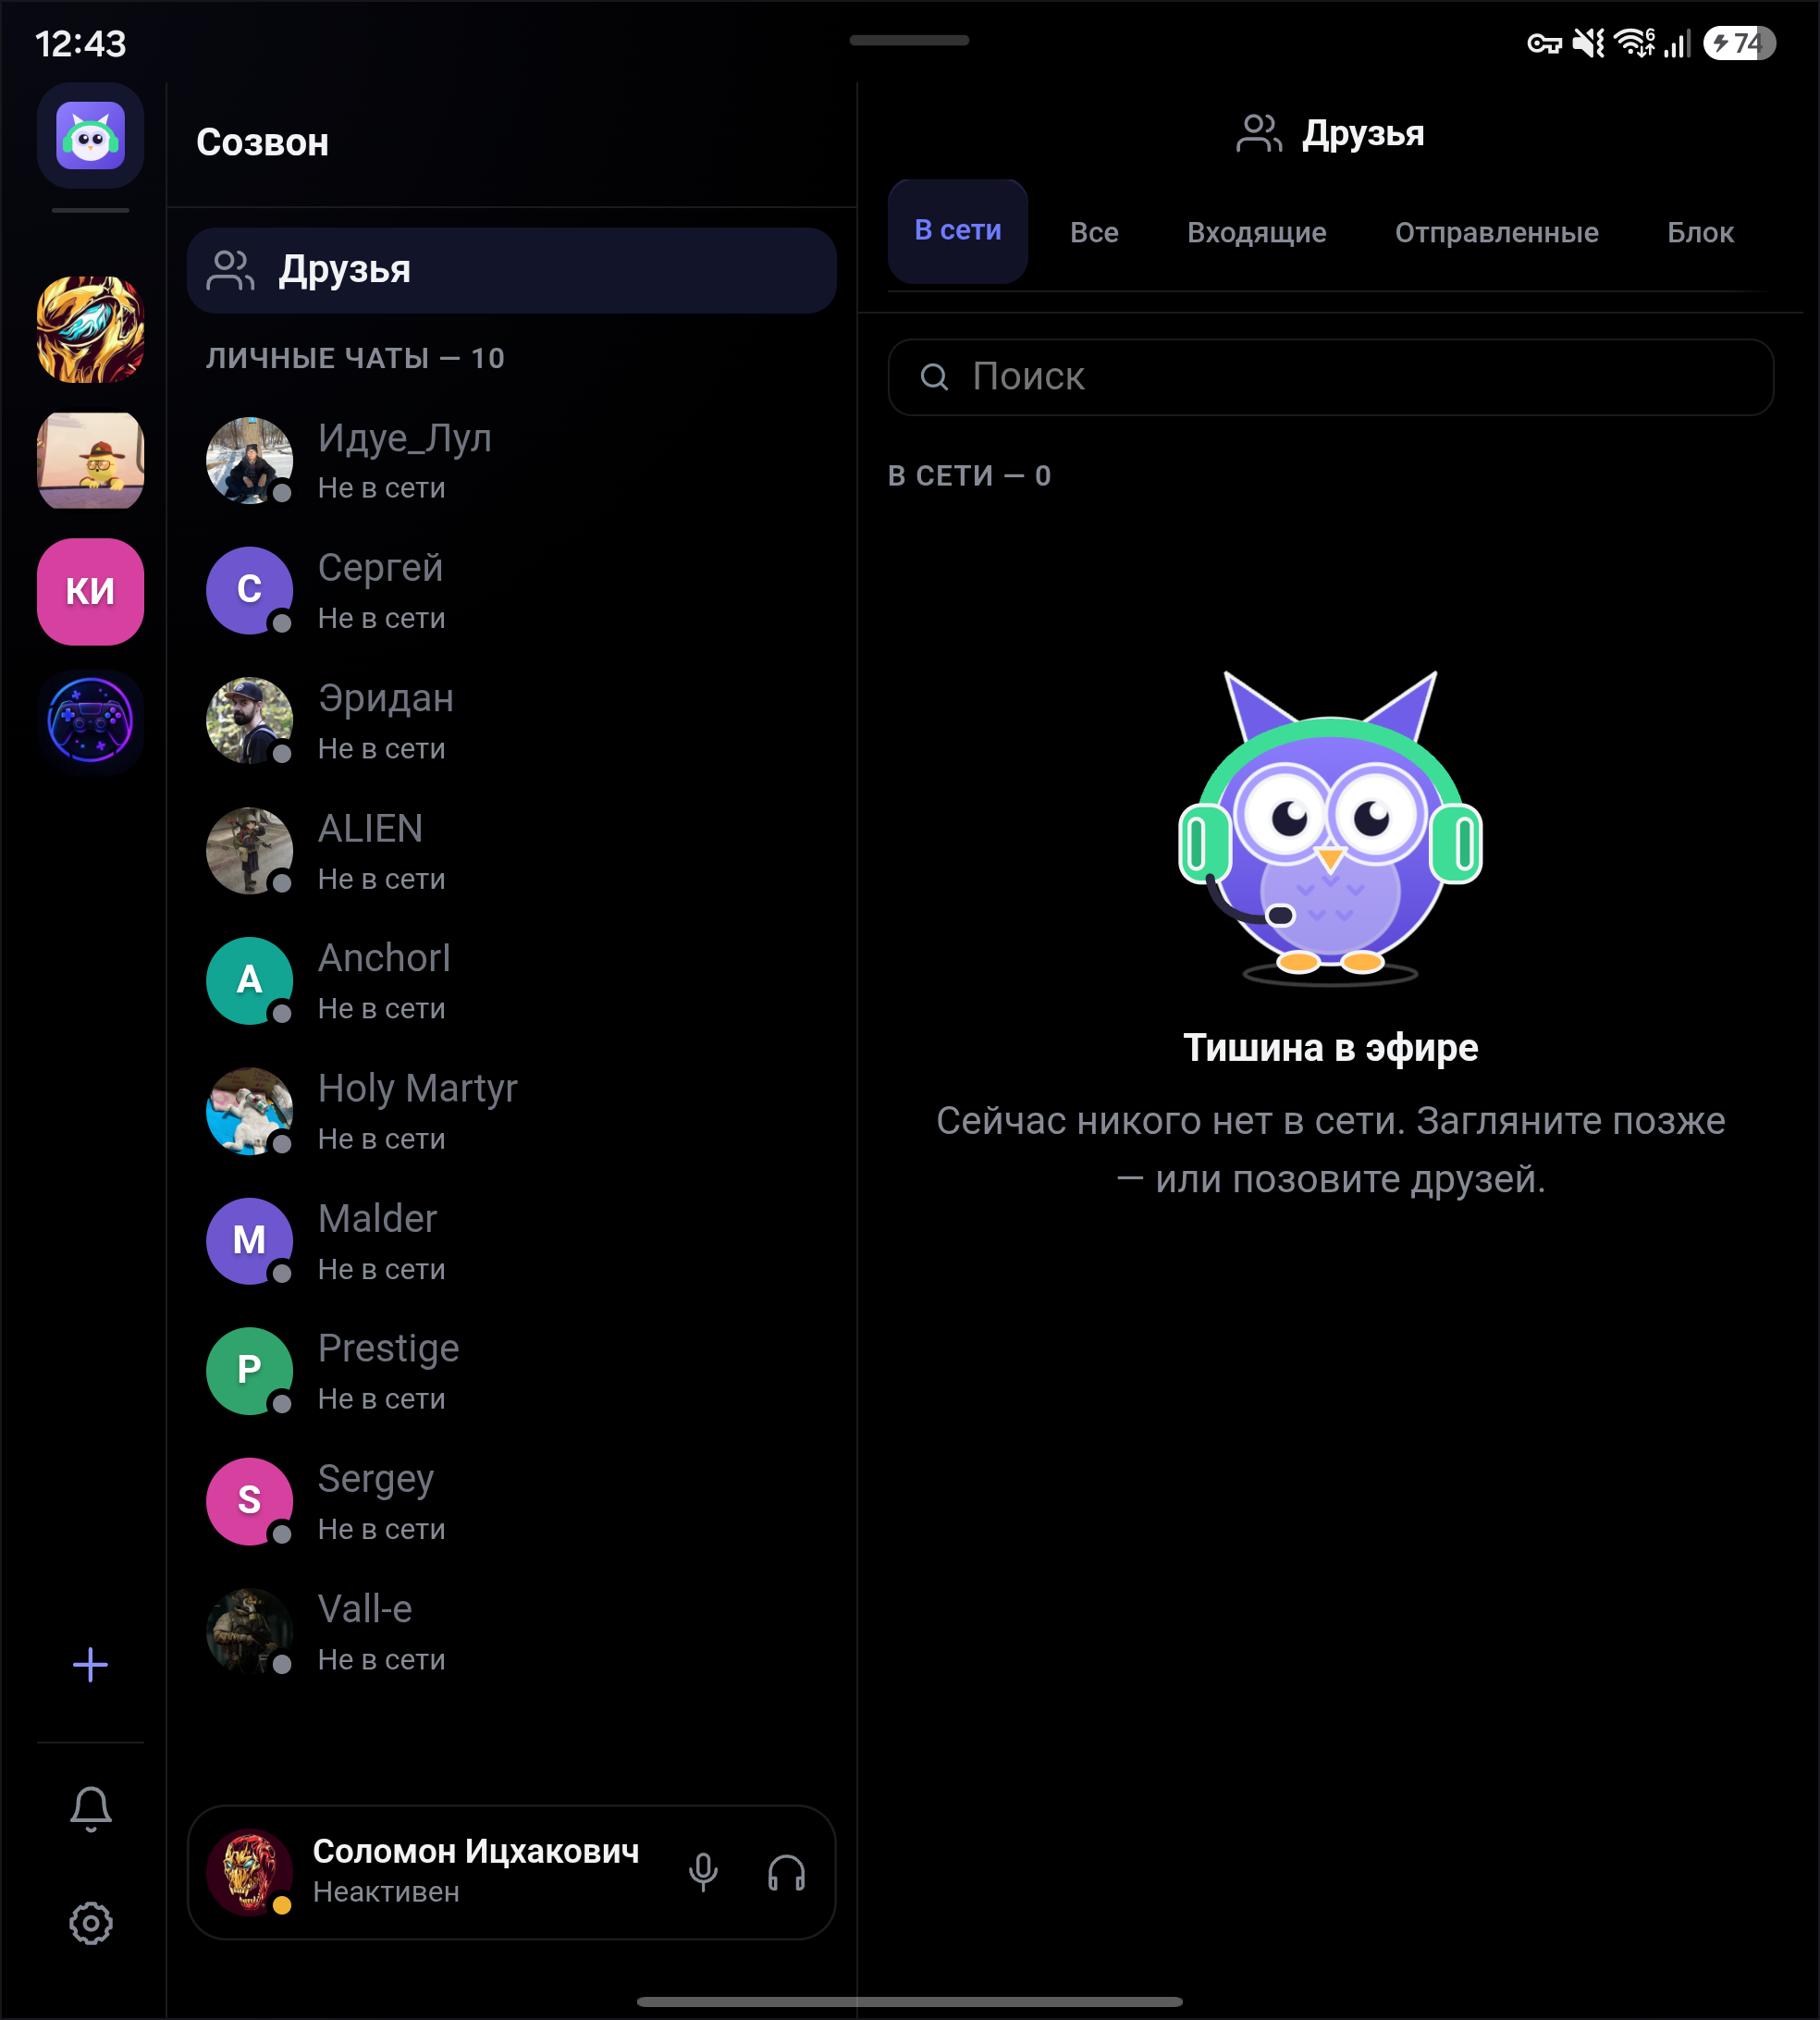 12:43
6
74
Созвон
КИ
Друзья
ЛИЧНЫЕ ЧАТЫ — 10
Идуе_Лул
Не в сети
С
Сергей
Не в сети
Эридан
Не в сети
ALIEN
Не в сети
A
Anchorl
Не в сети
Holy Martyr
Не в сети
M
Malder
Не в сети
P
Prestige
Не в сети
S
Sergey
Не в сети
Vall-e
Не в сети
Соломон Ицхакович
Неактивен
Друзья
В сети
Все
Входящие
Отправленные
Блок
Поиск
В СЕТИ — 0
Тишина в эфире
Сейчас никого нет в сети. Загляните позже
— или позовите друзей.